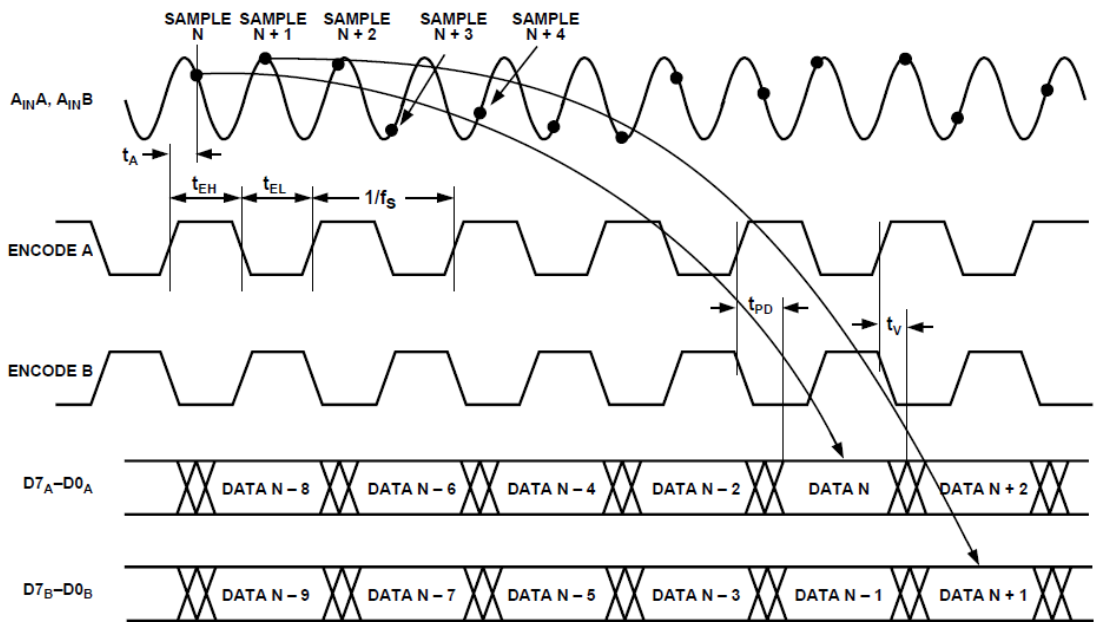 SAMPLE N
SAMPLE N + 1
SAMPLE N + 2
SAMPLE N + 3
SAMPLE N + 4
AINA, AINB
tA
tEH
tEL
1/fS
ENCODE A
tPD
tV
ENCODE B
D7A–D0A
DATA N – 8
DATA N – 6
DATA N – 4
DATA N – 2
DATA N
DATA N + 2
D7B–D0B
DATA N – 9
DATA N – 7
DATA N – 5
DATA N – 3
DATA N – 1
DATA N + 1